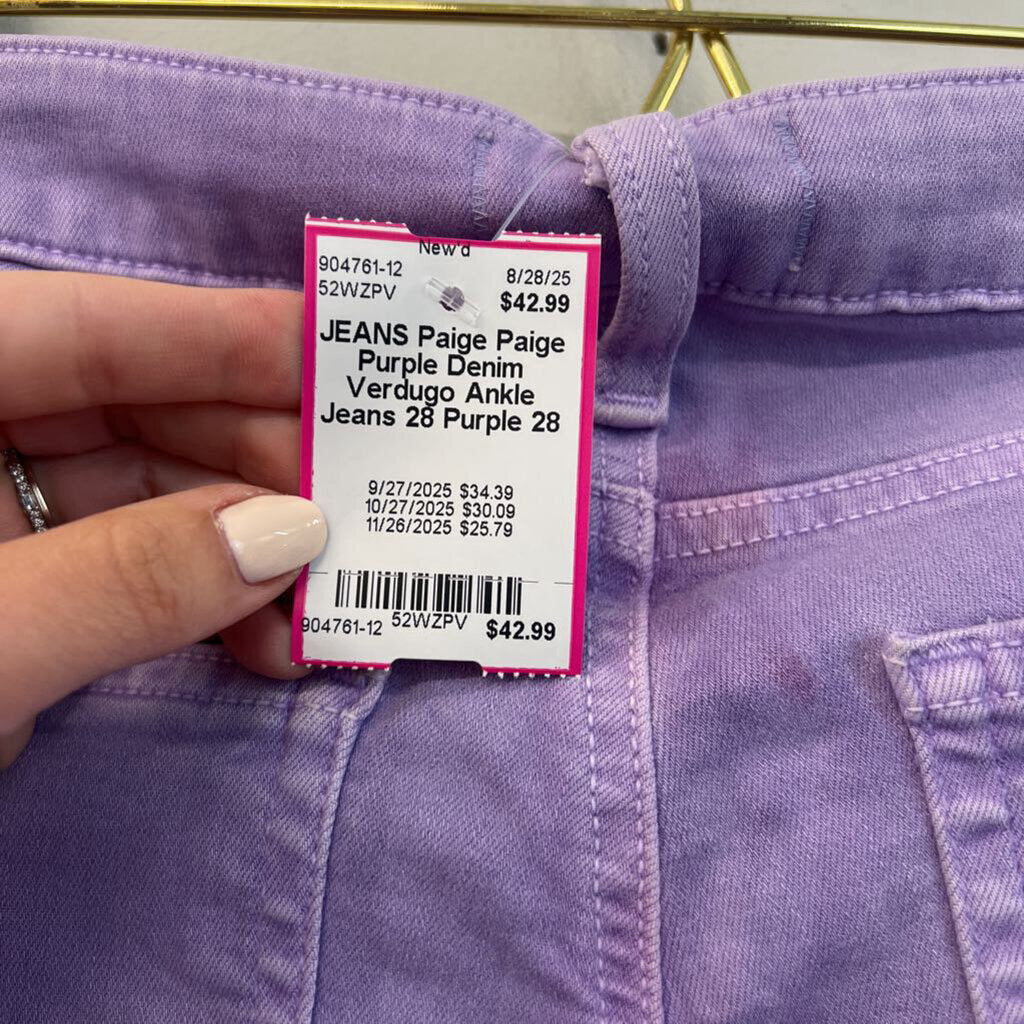 New'd
904761-12 8/28/25
52WZPV $42.99
JEANS Paige Paige
Purple Denim
Verdugo Ankle
Jeans 28 Purple 28
9/27/2025 $34.39
10/27/2025 $30.09
11/26/2025 $25.79
904761-12 52WZPV $42.99